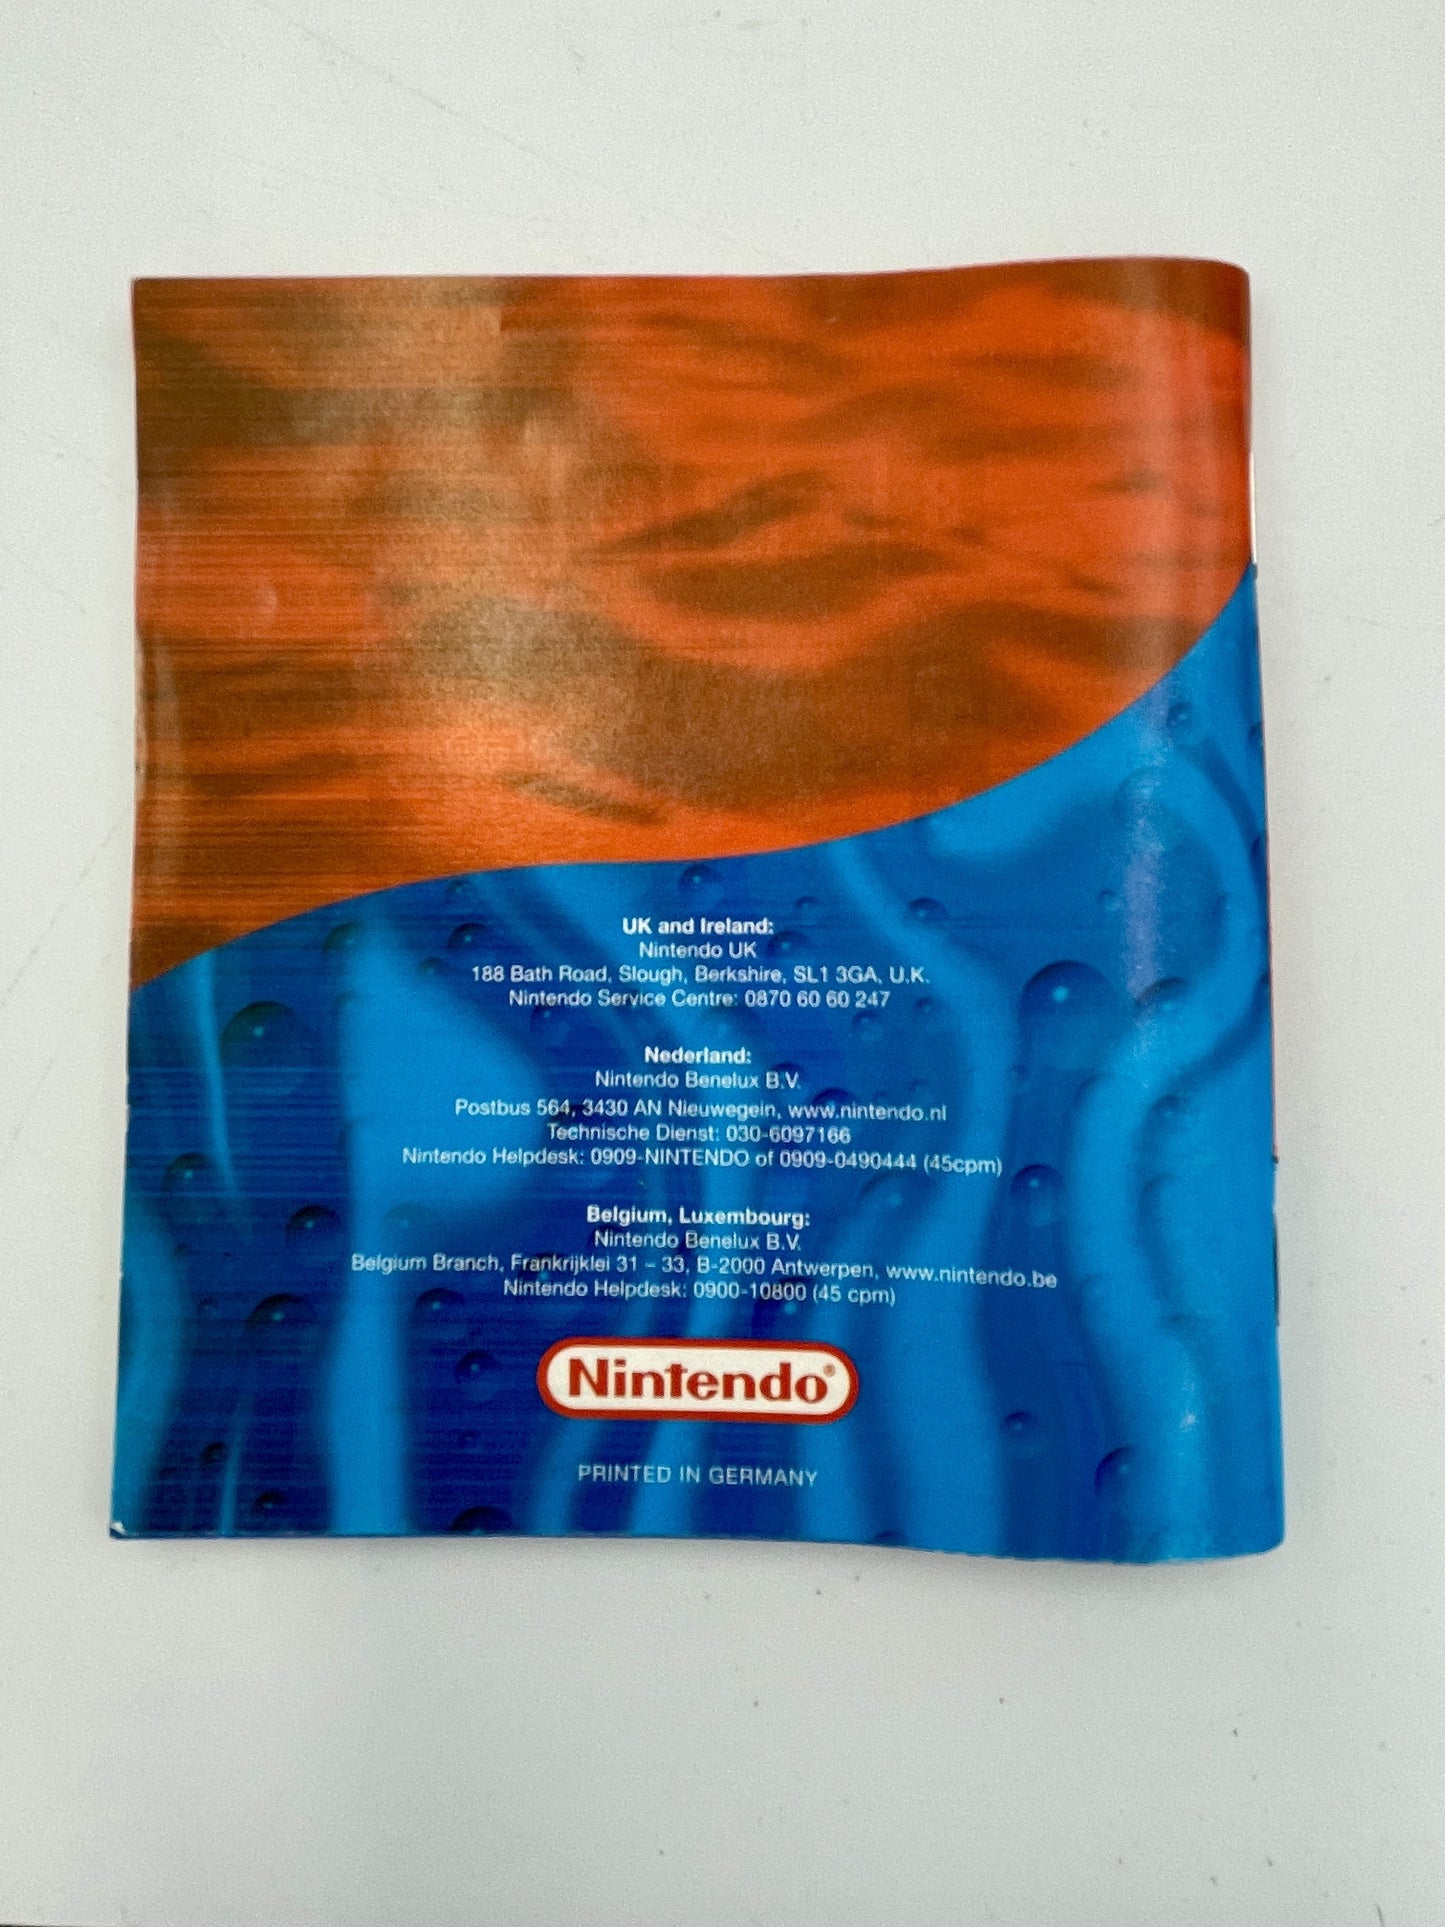 UK and Ireland:
Nintendo UK
188 Bath Road, Slough, Berkshire, SL1 3GA, U.K.
Nintendo Service Centre: 0870 60 60 247
Nederland:
Nintendo Benelux B.V.
Postbus 564, 3430 AN Nieuwegein, www.nintendo.nl
Technische Dienst: 030-6097166
Nintendo Helpdesk: 0909-NINTENDO of 0909-0490444 (45cpm)
Belgium, Luxembourg:
Nintendo Benelux B.V.
Belgium Branch, Frankrijklei 31 – 33, B-2000 Antwerpen, www.nintendo.be
Nintendo Helpdesk: 0900-10800 (45 cpm)
Nintendo®
PRINTED IN GERMANY